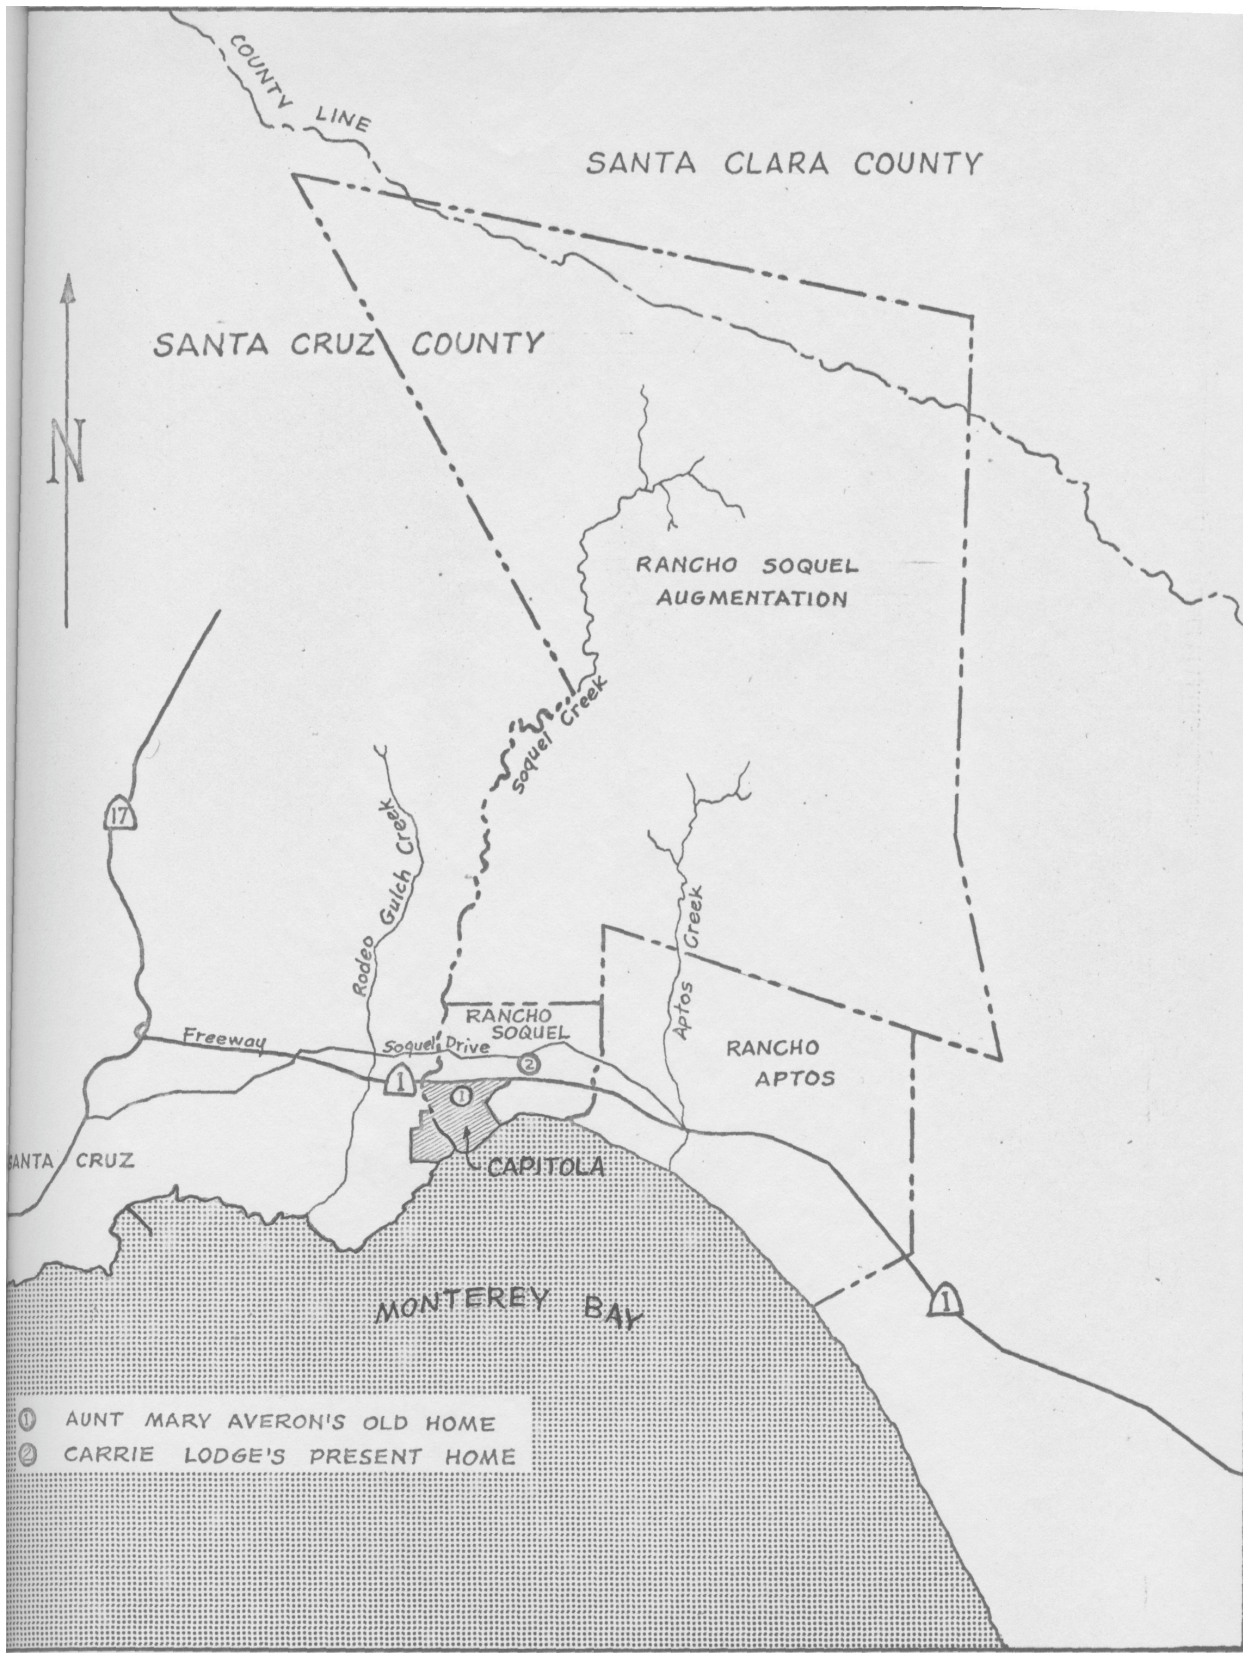 COUNTY LINE
SANTA CLARA COUNTY
SANTA CRUZ COUNTY
N
RANCHO SOQUEL
AUGMENTATION
Soquel Creek
17
Rodeo Gulch Creek
Aptos Creek
RANCHO
SOQUEL
Freeway
Soquel Drive
RANCHO
APTOS
2
1
1
SANTA CRUZ
CAPITOLA
MONTEREY BAY
1
1 AUNT MARY AVERON'S OLD HOME
2 CARRIE LODGE'S PRESENT HOME